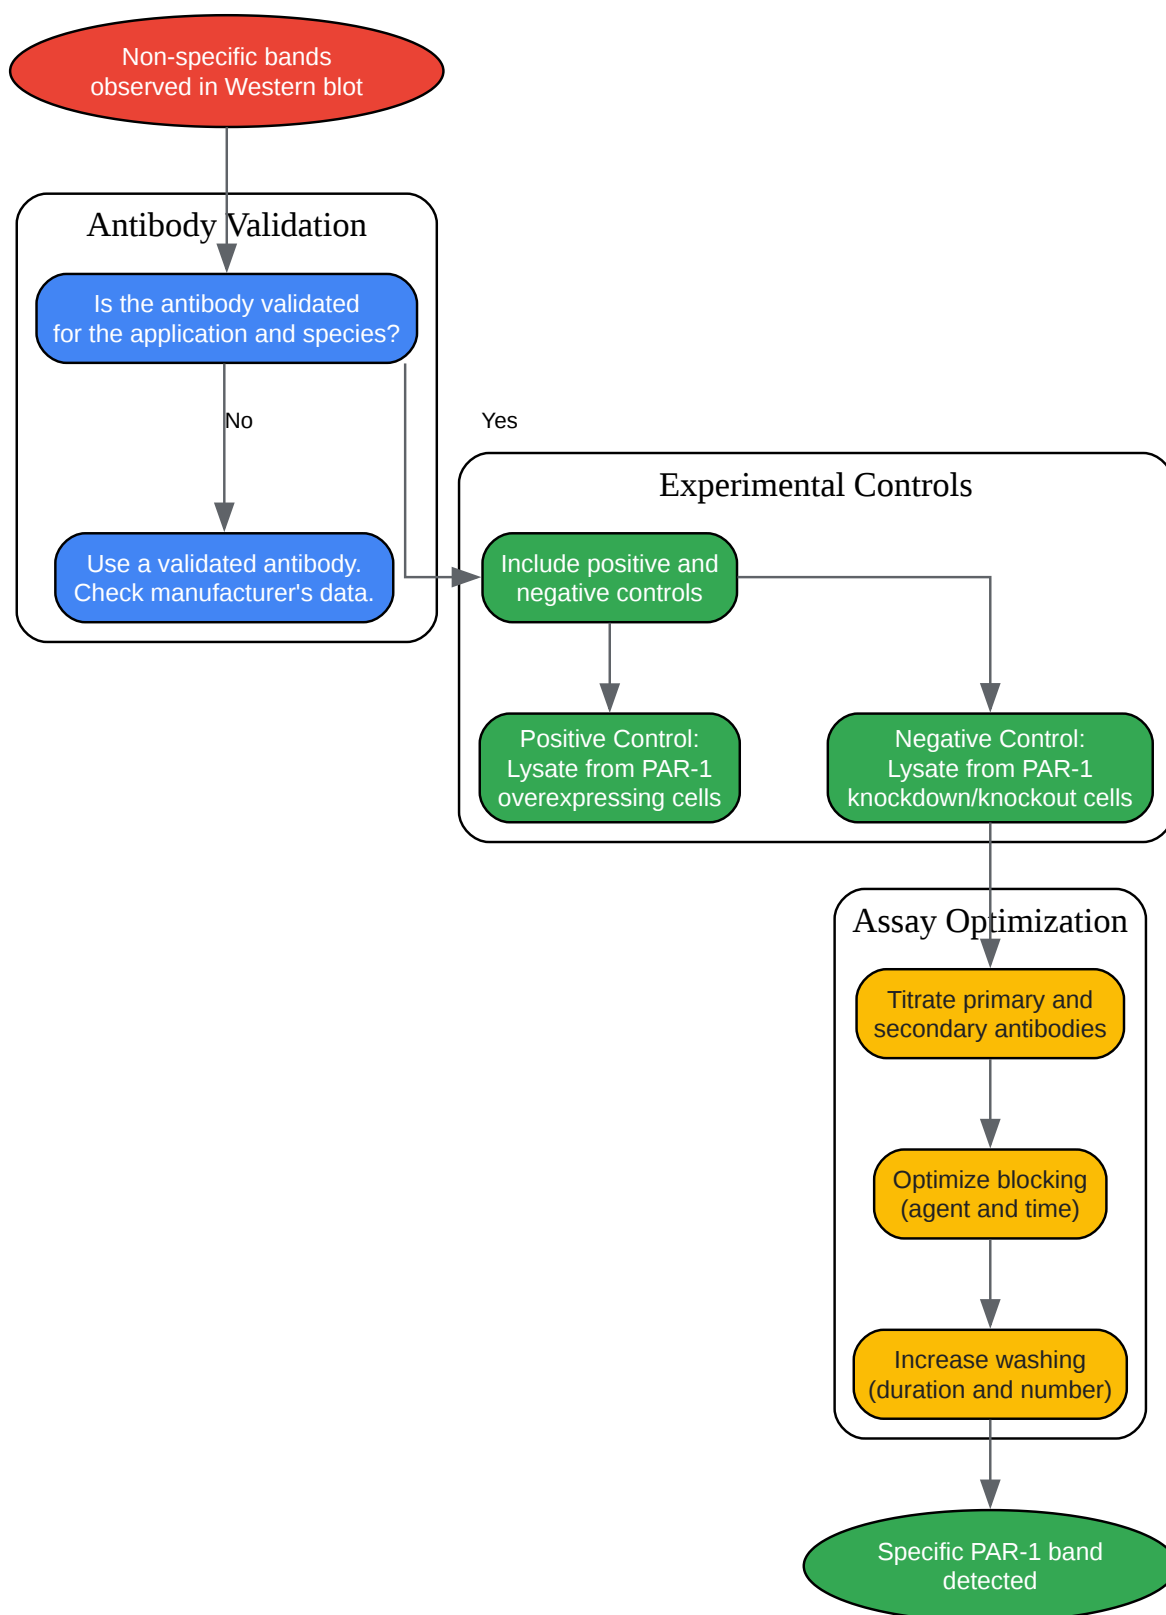 Non-specific bands
observed in Western blot
Antibody Validation
Is the antibody validated
for the application and species?
No
Yes
Use a validated antibody.
Check manufacturer's data.
Experimental Controls
Include positive and
negative controls
Positive Control:
Lysate from PAR-1
overexpressing cells
Negative Control:
Lysate from PAR-1
knockdown/knockout cells
Assay Optimization
Titrate primary and
secondary antibodies
Optimize blocking
(agent and time)
Increase washing
(duration and number)
Specific PAR-1 band
detected